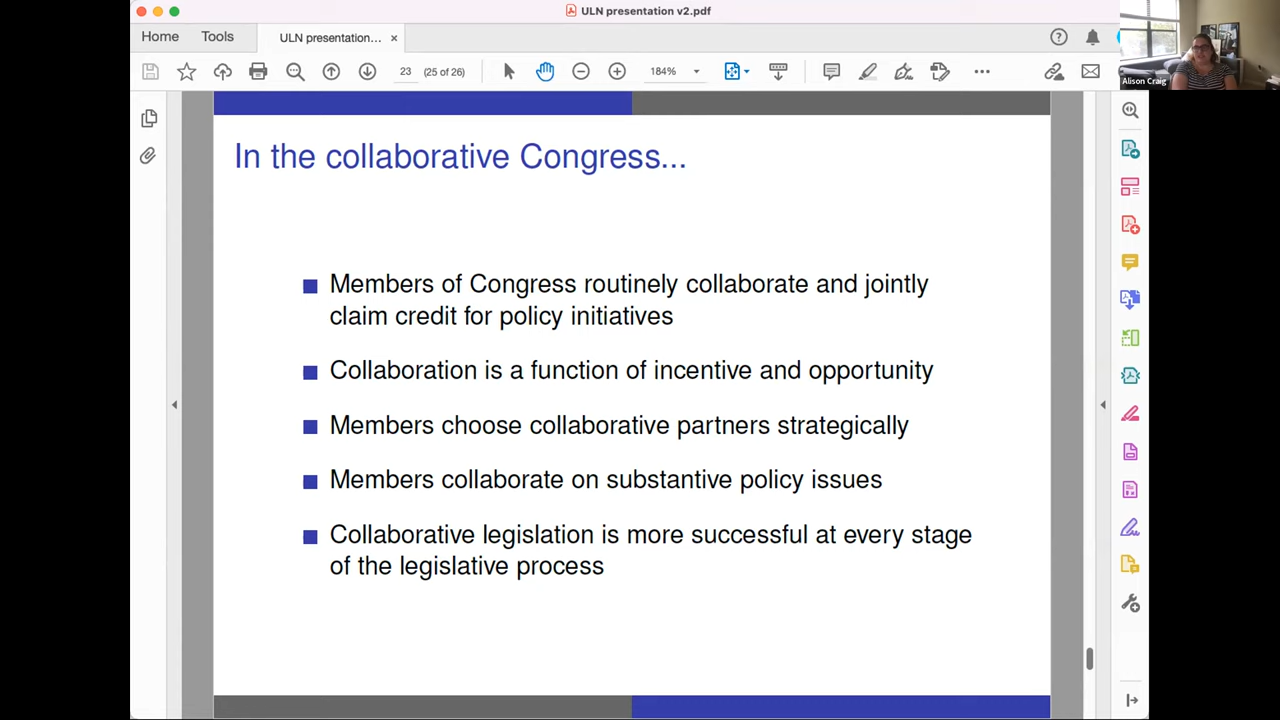 ULN presentation v2.pdf
Home Tools ULN presentation... ×
23 (25 of 26) 184%
Alison Craig
In the collaborative Congress...
Members of Congress routinely collaborate and jointly
claim credit for policy initiatives
Collaboration is a function of incentive and opportunity
Members choose collaborative partners strategically
Members collaborate on substantive policy issues
Collaborative legislation is more successful at every stage
of the legislative process